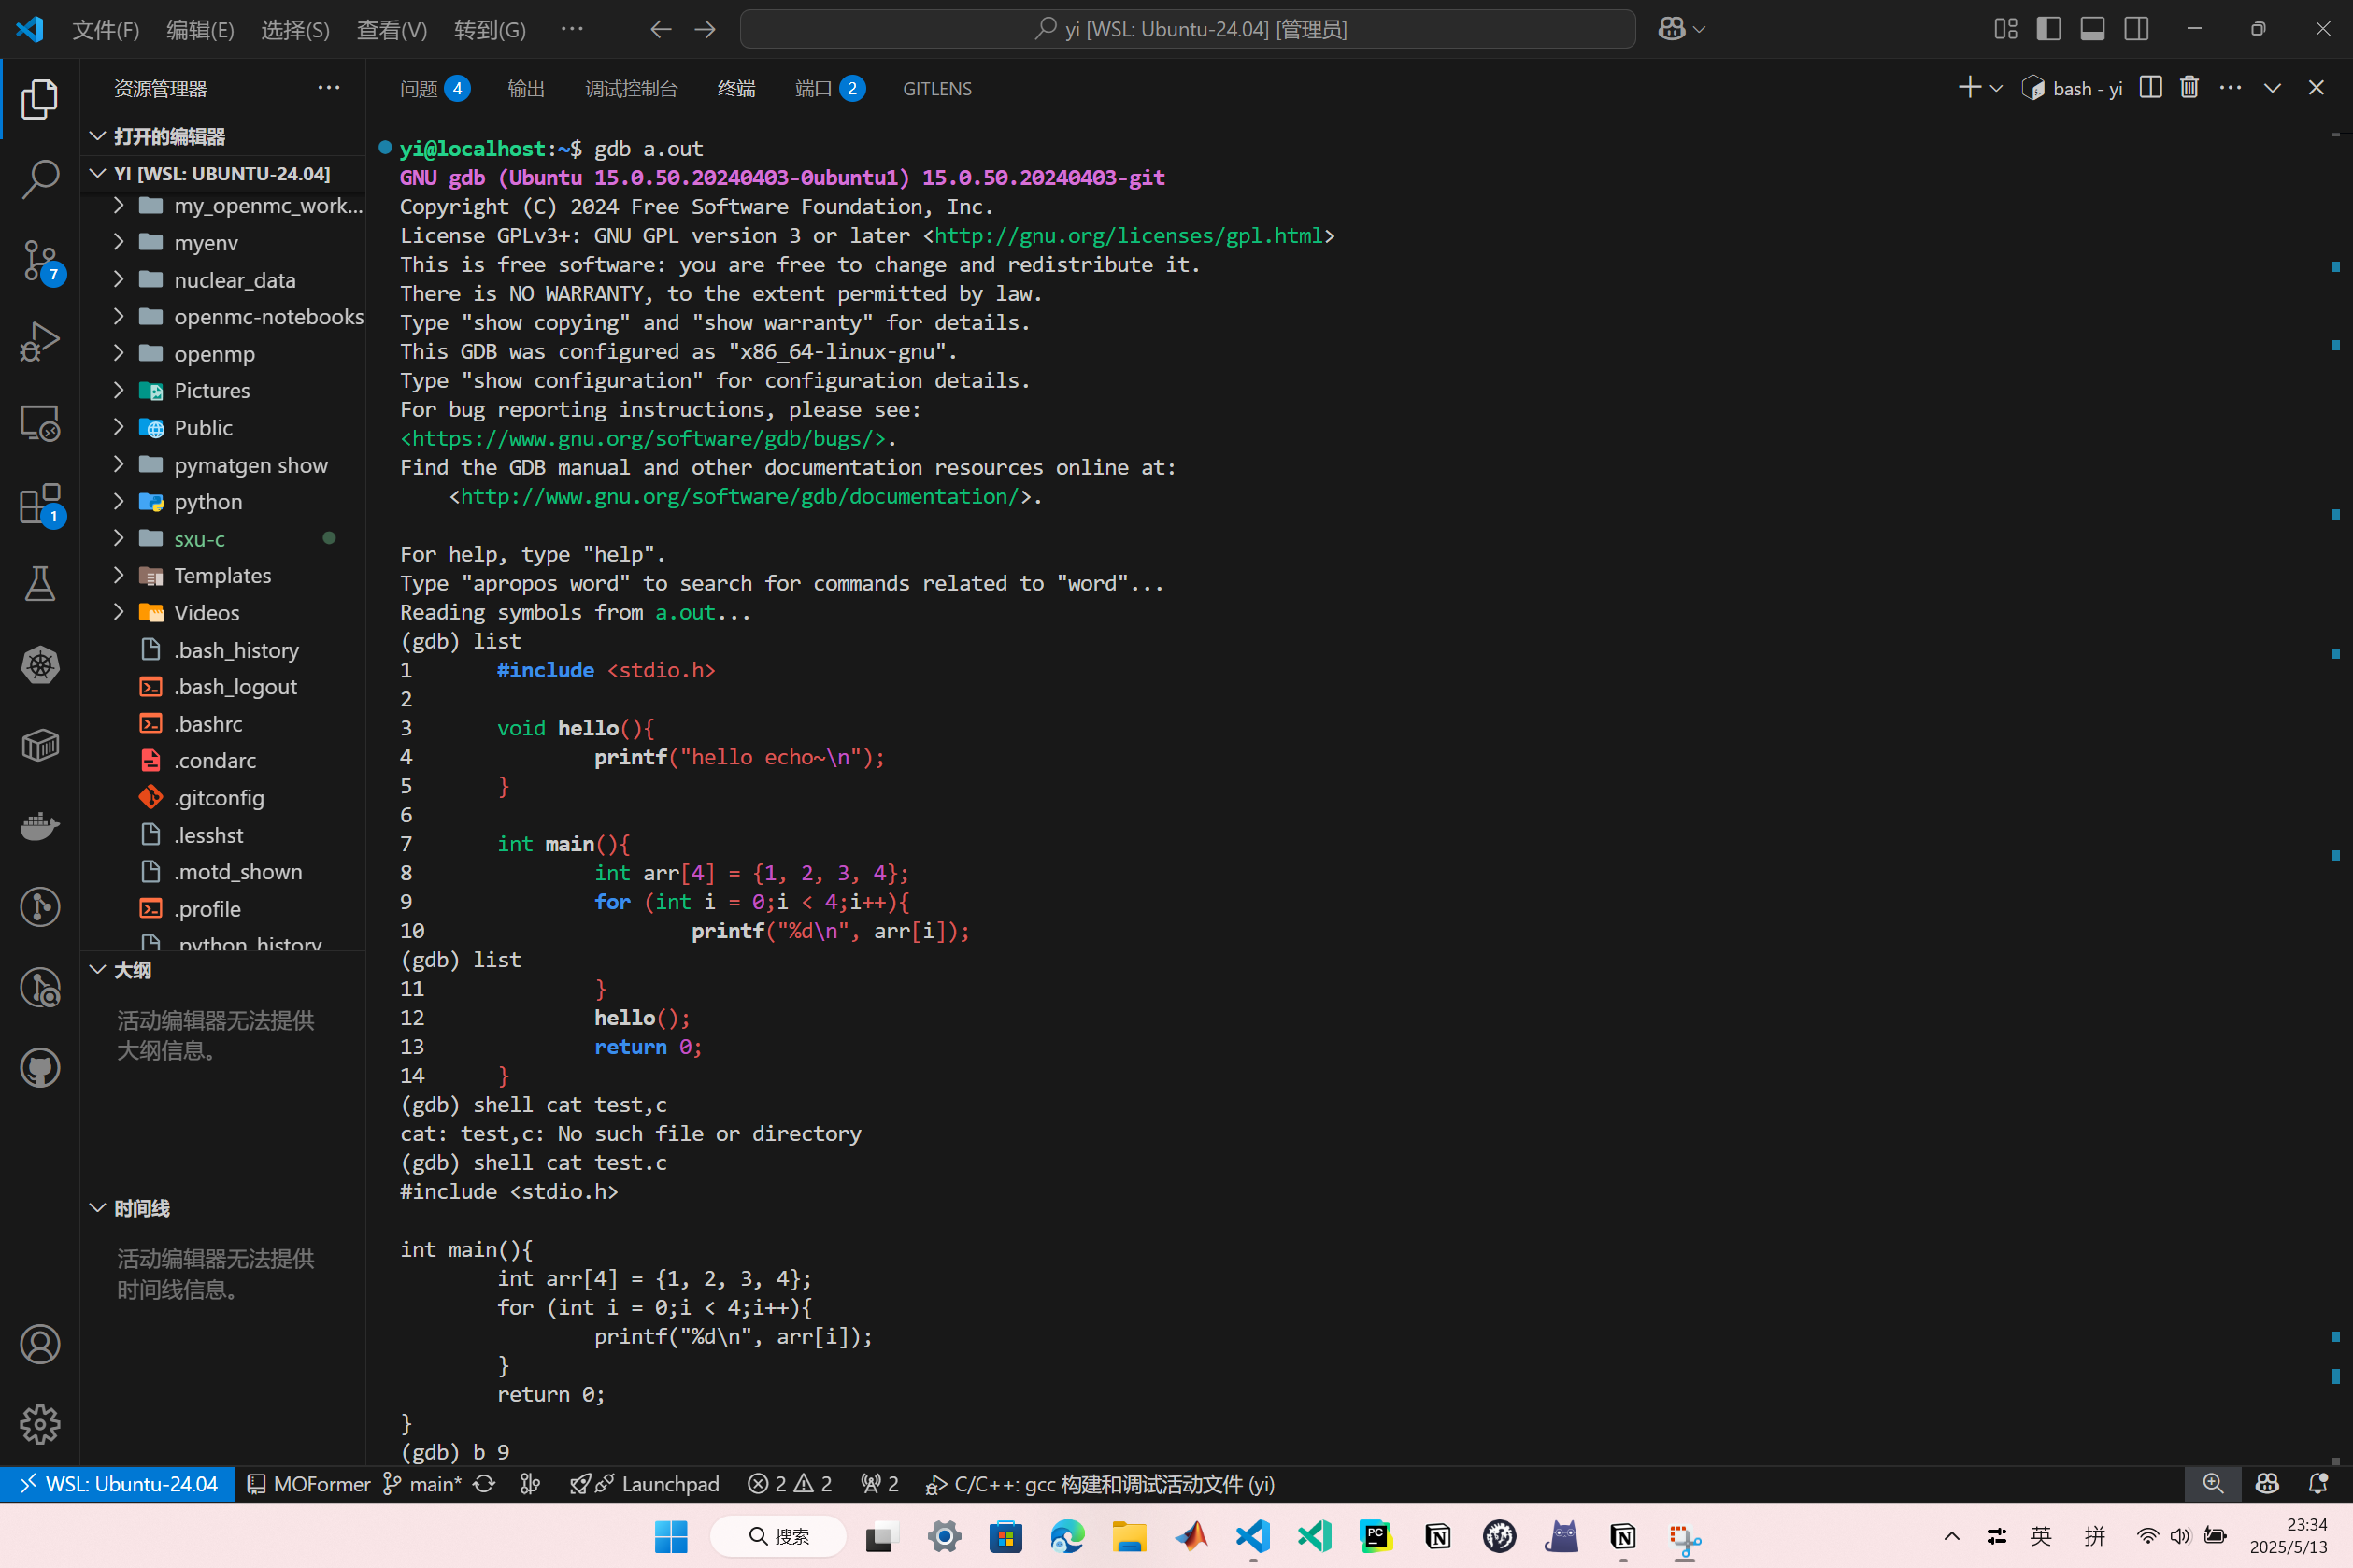 文件(F) 编辑(E) 选择(S) 查看(V) 转到(G) ··· yi [WSL: Ubuntu-24.04] [管理员]
资源管理器 ···
打开的编辑器
YI [WSL: UBUNTU-24.04]
my_openmc_work...
myenv
nuclear_data
openmc-notebooks
openmp
Pictures
Public
pymatgen show
python
sxu-c
Templates
Videos
.bash_history
.bash_logout
.bashrc
.condarc
.gitconfig
.lesshst
.motd_shown
.profile
.python_history
大纲
活动编辑器无法提供
大纲信息。
时间线
活动编辑器无法提供
时间线信息。
7
1
问题 4 输出 调试控制台 终端 端口 2 GITLENS bash - yi ···
yi@localhost:~$ gdb a.out
GNU gdb (Ubuntu 15.0.50.20240403-0ubuntu1) 15.0.50.20240403-git
Copyright (C) 2024 Free Software Foundation, Inc.
License GPLv3+: GNU GPL version 3 or later <http://gnu.org/licenses/gpl.html>
This is free software: you are free to change and redistribute it.
There is NO WARRANTY, to the extent permitted by law.
Type "show copying" and "show warranty" for details.
This GDB was configured as "x86_64-linux-gnu".
Type "show configuration" for configuration details.
For bug reporting instructions, please see:
<https://www.gnu.org/software/gdb/bugs/>.
Find the GDB manual and other documentation resources online at:
<http://www.gnu.org/software/gdb/documentation/>.
For help, type "help".
Type "apropos word" to search for commands related to "word"...
Reading symbols from a.out...
(gdb) list
1 #include <stdio.h>
2
3 void hello(){
4 printf("hello echo~\n");
5 }
6
7 int main(){
8 int arr[4] = {1, 2, 3, 4};
9 for (int i = 0;i < 4;i++){
10 printf("%d\n", arr[i]);
(gdb) list
11 }
12 hello();
13 return 0;
14 }
(gdb) shell cat test,c
cat: test,c: No such file or directory
(gdb) shell cat test.c
#include <stdio.h>
int main(){
int arr[4] = {1, 2, 3, 4};
for (int i = 0;i < 4;i++){
printf("%d\n", arr[i]);
}
return 0;
}
(gdb) b 9
WSL: Ubuntu-24.04 MOFormer main* Launchpad 2 2 2 C/C++: gcc 构建和调试活动文件 (yi)
搜索 PC 英 拼 23:34
2025/5/13